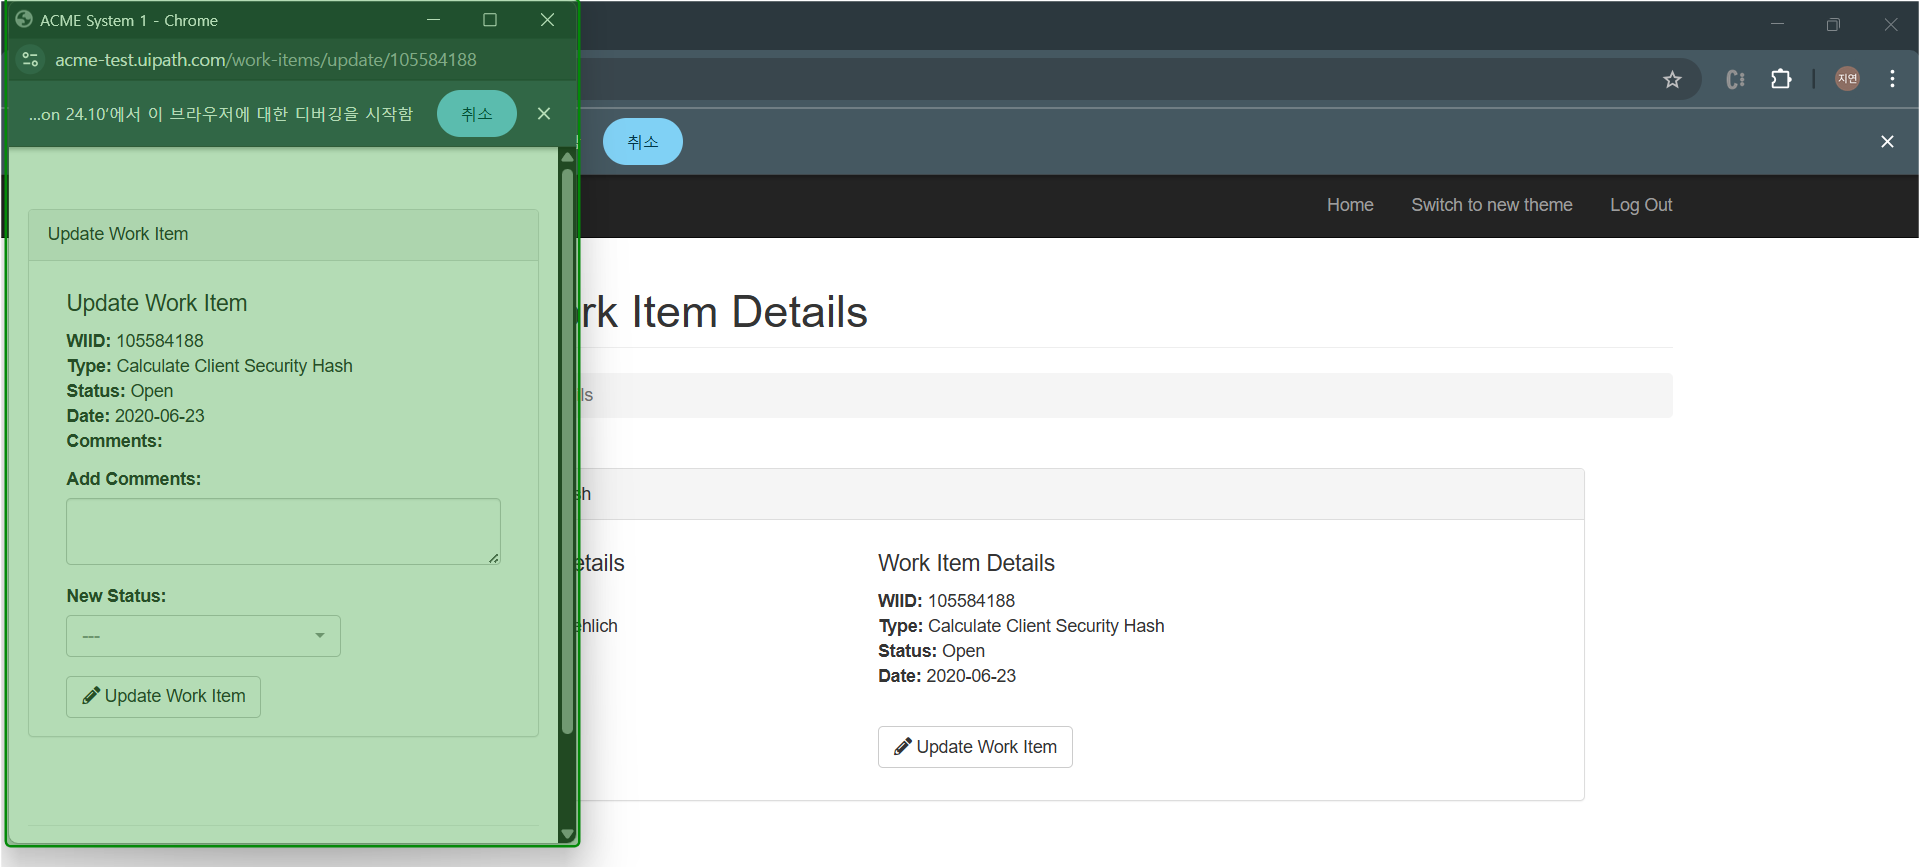 ACME System 1 - Chrome
acme-test.uipath.com/work-items/update/105584188
...on 24.10'에서 이 브라우저에 대한 디버깅을 시작함
취소
Update Work Item
Update Work Item
WIID: 105584188
Type: Calculate Client Security Hash
Status: Open
Date: 2020-06-23
Comments:
Add Comments:
New Status:
---
Update Work Item
지연
취소
Home Switch to new theme Log Out
rk Item Details
ls
sh
etails
ehlich
Work Item Details
WIID: 105584188
Type: Calculate Client Security Hash
Status: Open
Date: 2020-06-23
Update Work Item